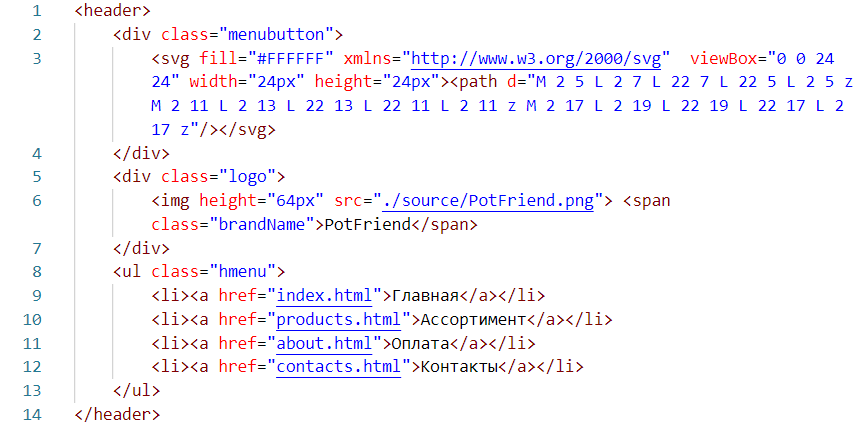 1 <header>
2 <div class="menubutton">
3 <svg fill="#FFFFFF" xmlns="http://www.w3.org/2000/svg"  viewBox="0 0 24
24" width="24px" height="24px"><path d="M 2 5 L 2 7 L 22 7 L 22 5 L 2 5 z
M 2 11 L 2 13 L 22 13 L 22 11 L 2 11 z M 2 17 L 2 19 L 22 19 L 22 17 L 2
17 z"/></svg>
4 </div>
5 <div class="logo">
6 <img height="64px" src="./source/PotFriend.png"> <span
class="brandName">PotFriend</span>
7 </div>
8 <ul class="hmenu">
9 <li><a href="index.html">Главная</a></li>
10 <li><a href="products.html">Ассортимент</a></li>
11 <li><a href="about.html">Оплата</a></li>
12 <li><a href="contacts.html">Контакты</a></li>
13 </ul>
14 </header>